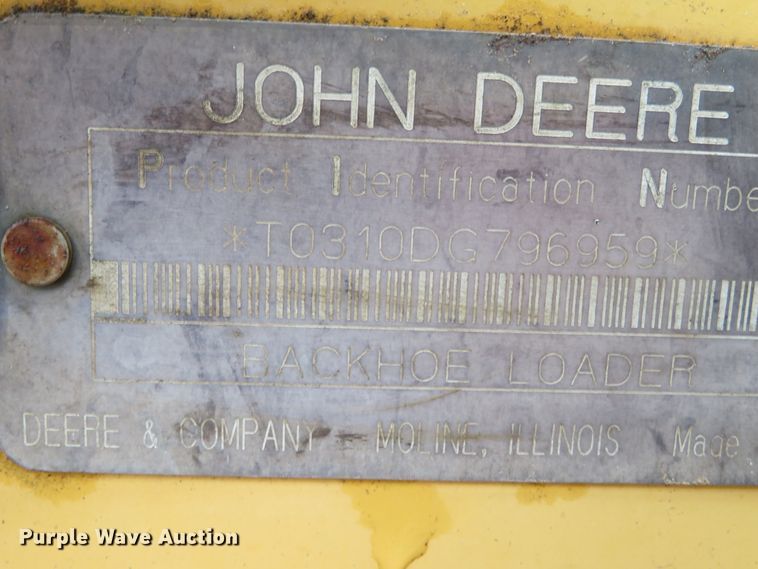 JOHN DEERE
Product Identification Numbe
*T0310DG796959*
BACKHOE LOADER
DEERE & COMPANY MOLINE, ILLINOIS Made
Purple Wave Auction